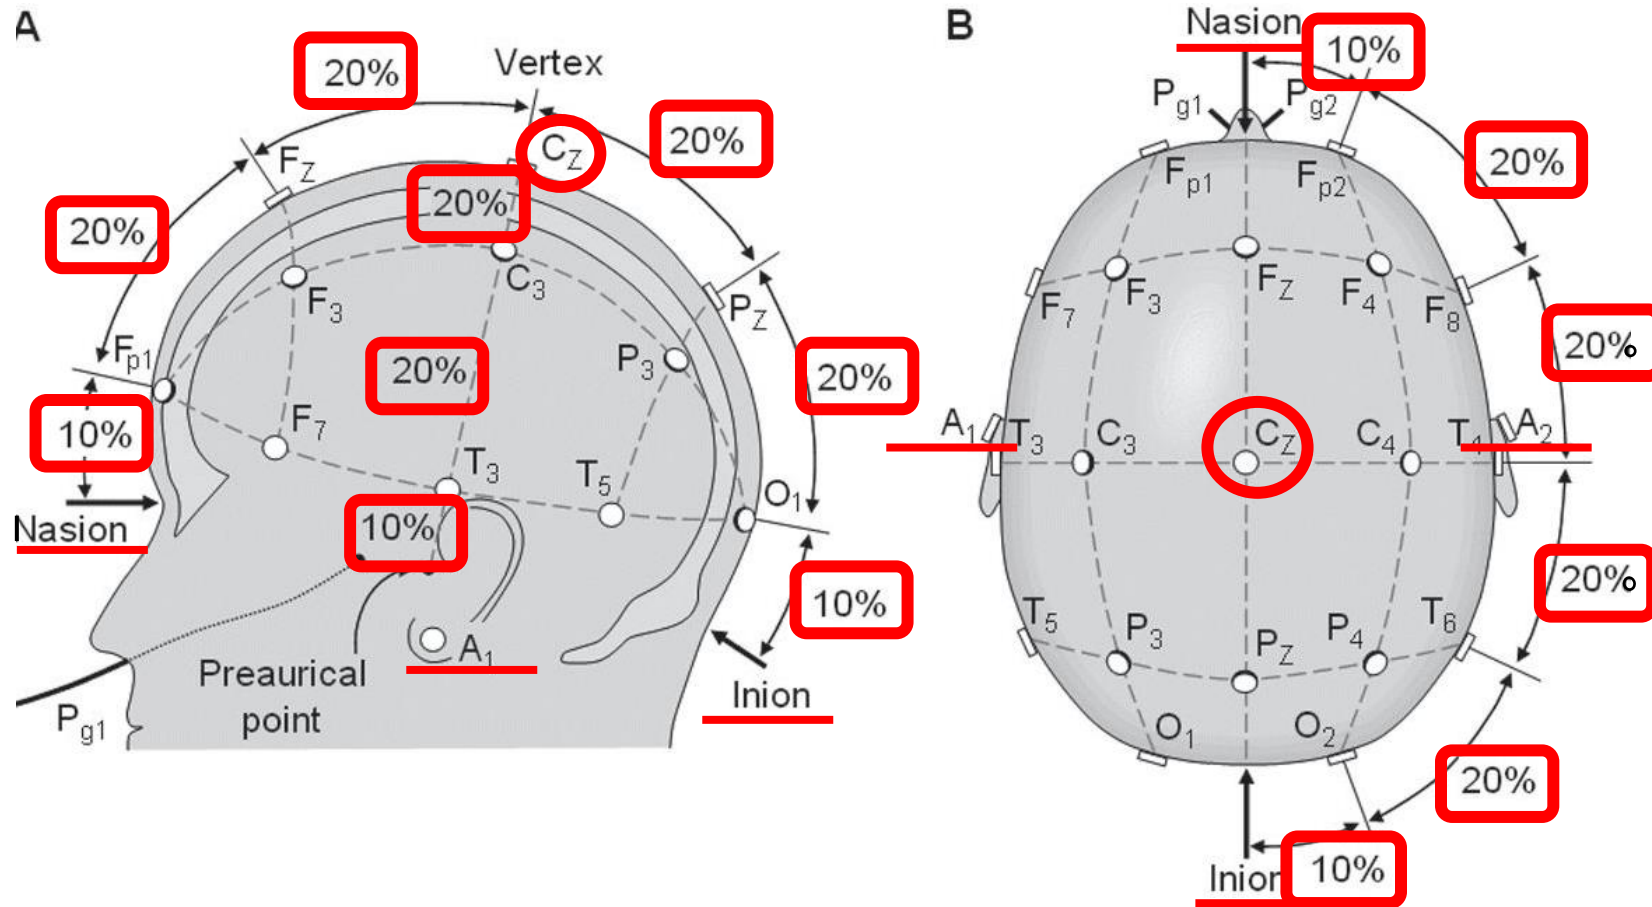 A
20%
Vertex
20%
Cz
Fz
20%
20%
C3
F3
Pz
Fp1
P3
20%
20%
10%
F7
T3
T5
O1
10%
Nasion
10%
A1
Preaurical
point
Inion
Pg1
B
Nasion
10%
Pg1
Pg2
20%
Fp1
Fp2
F7
F3
Fz
F4
F8
20%
A1
T3
C3
Cz
C4
T4
A2
20%
T5
P3
Pz
P4
T6
O1
O2
20%
Inion
10%